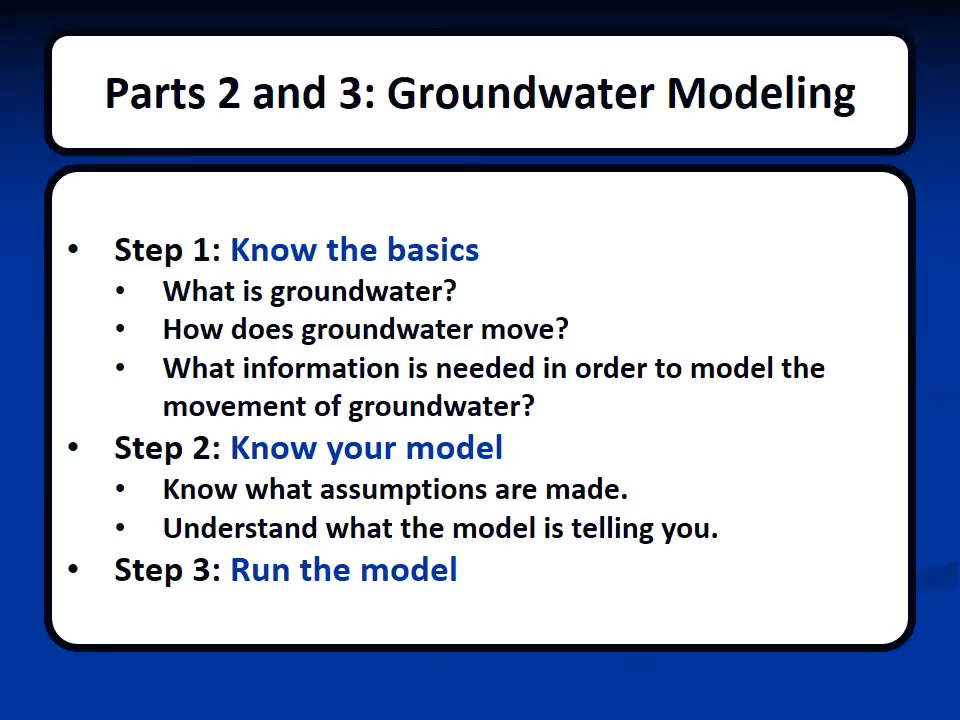 Parts 2 and 3: Groundwater Modeling
• Step 1: Know the basics
• What is groundwater?
• How does groundwater move?
• What information is needed in order to model the
movement of groundwater?
• Step 2: Know your model
• Know what assumptions are made.
• Understand what the model is telling you.
• Step 3: Run the model